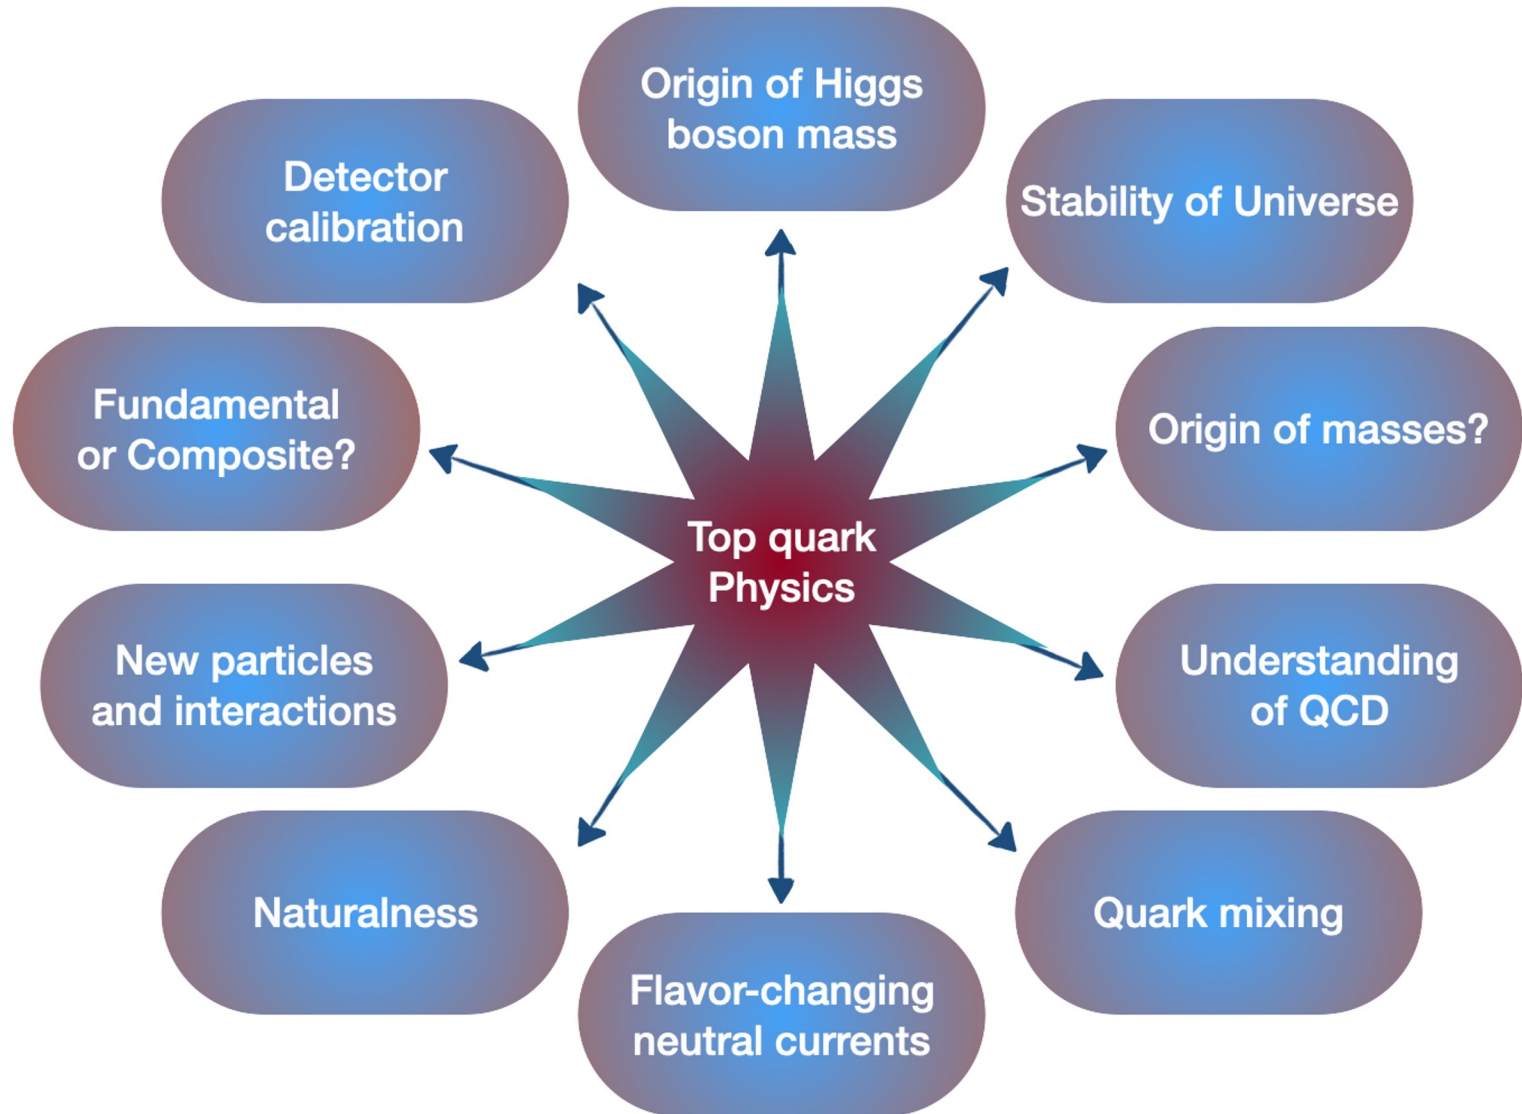 Origin of Higgs
boson mass
Detector
calibration
Stability of Universe
Fundamental
or Composite?
Origin of masses?
Top quark
Physics
New particles
and interactions
Understanding
of QCD
Naturalness
Quark mixing
Flavor-changing
neutral currents